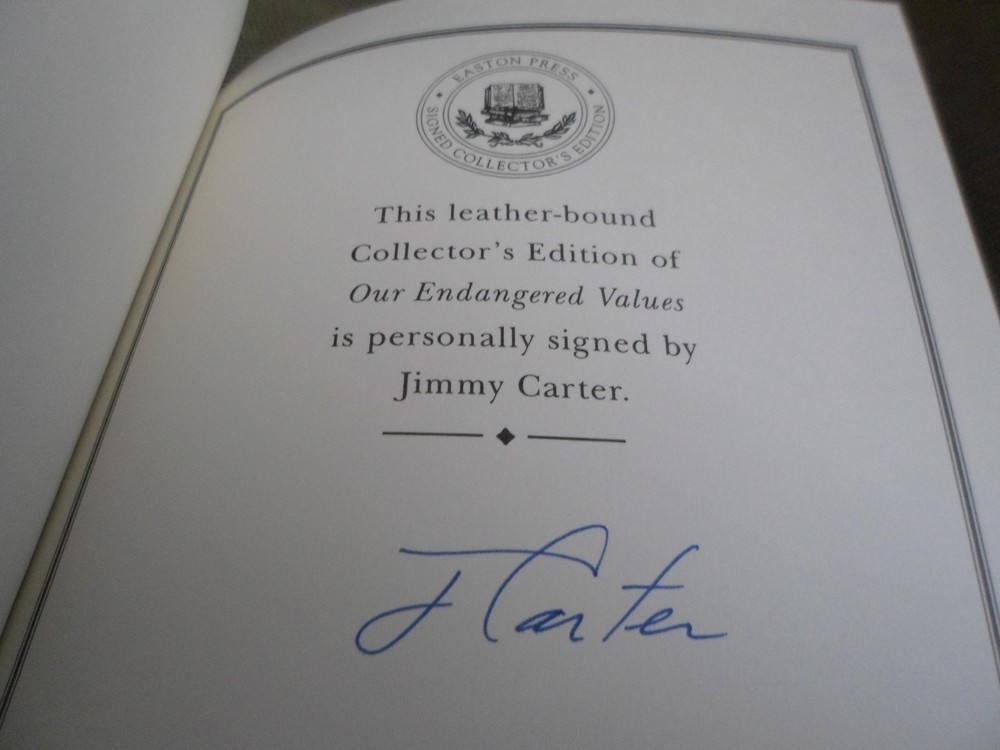 EASTON PRESS
SIGNED COLLECTOR'S EDITION
This leather-bound
Collector's Edition of
Our Endangered Values
is personally signed by
Jimmy Carter.
J Carter